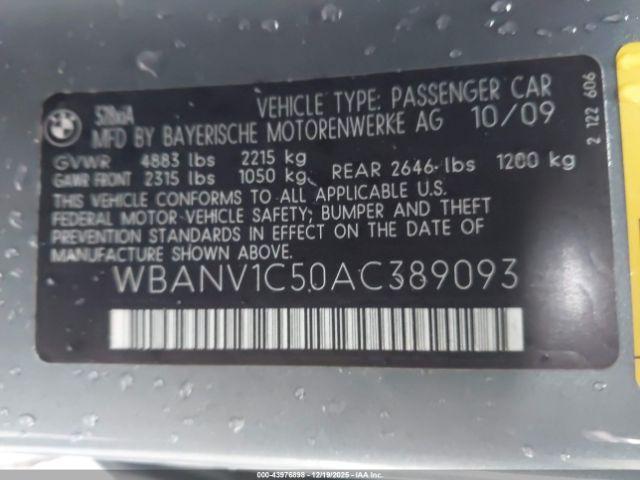 528xiA VEHICLE TYPE: PASSENGER CAR
MFD BY BAYERISCHE MOTORENWERKE AG 10/09
GVWR 4883 lbs 2215 kg
GAWR FRONT 2315 lbs 1050 kg REAR 2646 lbs 1200 kg
THIS VEHICLE CONFORMS TO ALL APPLICABLE U.S.
FEDERAL MOTOR-VEHICLE SAFETY, BUMPER AND THEFT
PREVENTION STANDARDS IN EFFECT ON THE DATE OF
MANUFACTURE SHOWN ABOVE.
WBANV1C50AC389093
2 122 606
© - 43976898 - 12/19/2025 - IAAI, Inc.